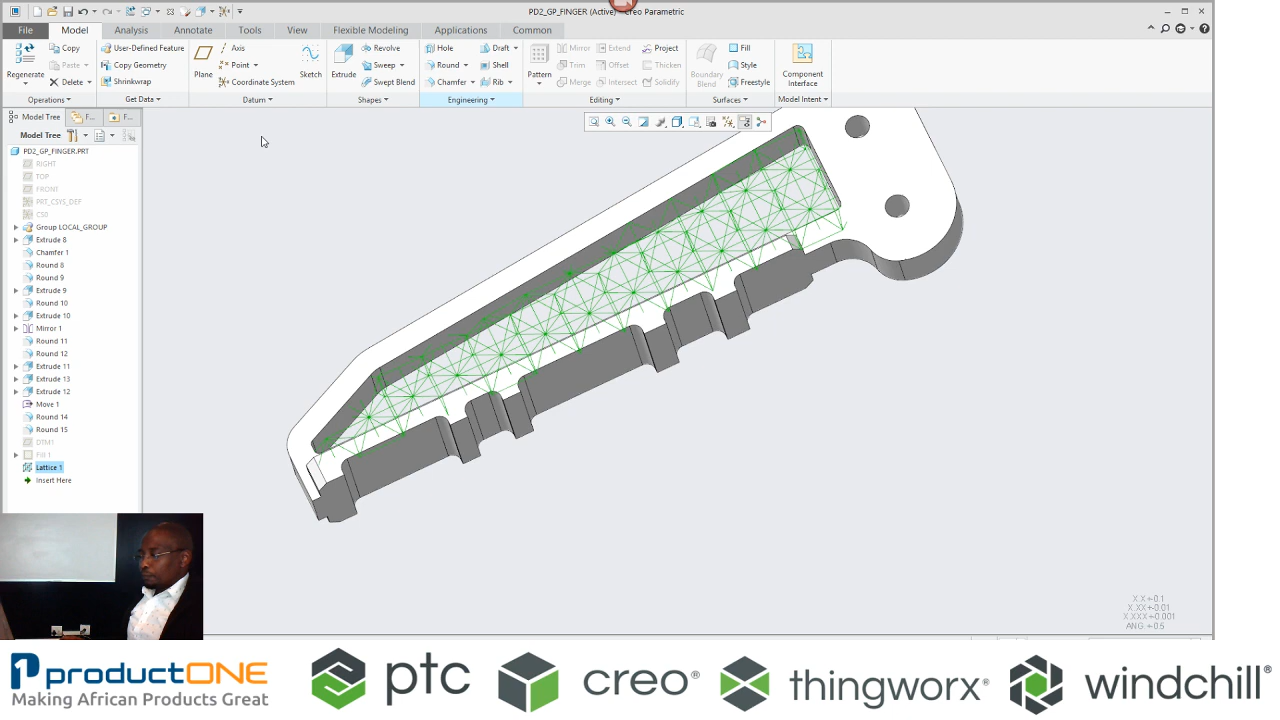 PD2_GP_FINGER (Active) - Creo Parametric
File Model Analysis Annotate Tools View Flexible Modeling Applications Common
Regenerate
Copy
Paste
Delete
Operations
User-Defined Feature
Copy Geometry
Shrinkwrap
Get Data
Plane
Axis
Point
Coordinate System
Sketch
Datum
Extrude
Revolve
Sweep
Swept Blend
Shapes
Hole
Round
Chamfer
Draft
Shell
Rib
Engineering
Pattern
Mirror
Trim
Merge
Extend
Offset
Intersect
Project
Thicken
Solidify
Editing
Boundary Blend
Fill
Style
Freestyle
Surfaces
Component Interface
Model Intent
Model Tree F... F...
Model Tree
PD2_GP_FINGER.PRT
RIGHT
TOP
FRONT
PRT_CSYS_DEF
CS0
Group LOCAL_GROUP
Extrude 8
Chamfer 1
Round 8
Round 9
Extrude 9
Round 10
Extrude 10
Mirror 1
Round 11
Round 12
Extrude 11
Extrude 13
Extrude 12
Move 1
Round 14
Round 15
DTM1
Fill 1
Lattice 1
Insert Here
X.X+-0.1
X.XX+-0.01
X.XXX+-0.001
ANG.+-0.5
productONE
Making African Products Great
ptc
creo®
thingworx®
windchill®